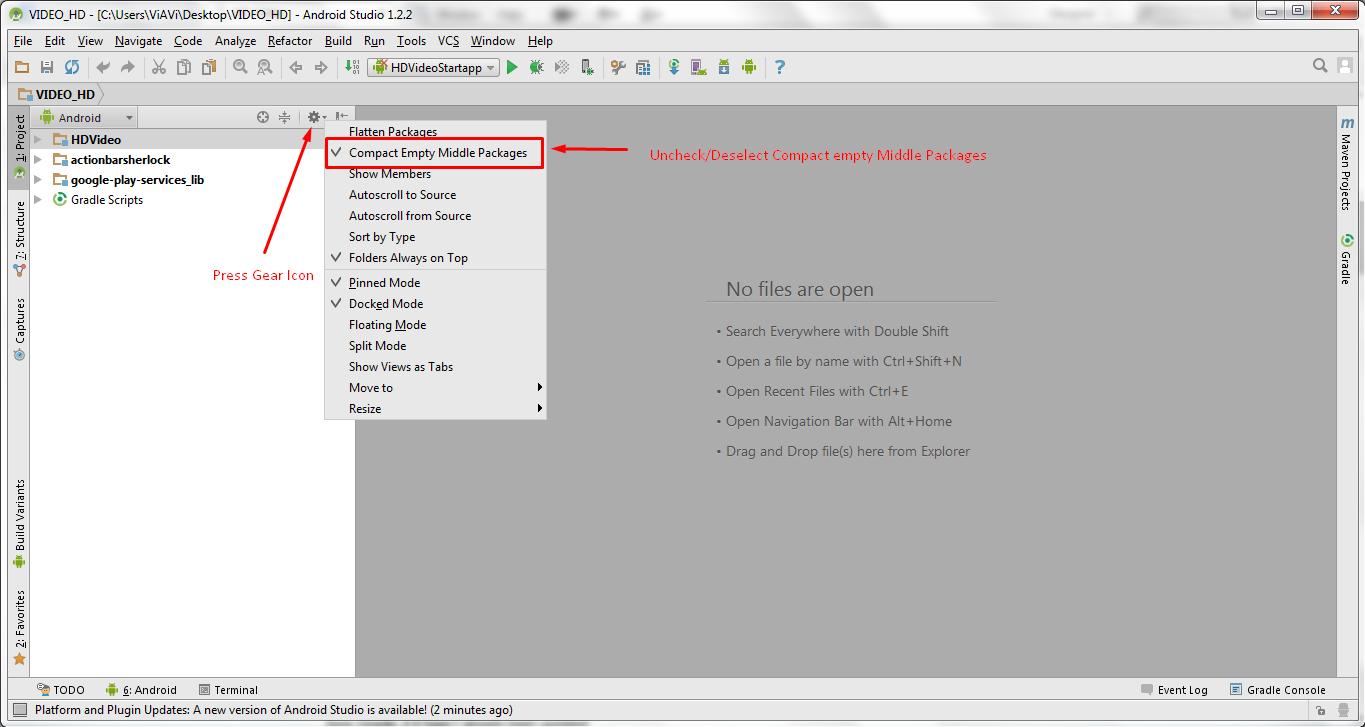 VIDEO_HD - [C:\Users\ViAVi\Desktop\VIDEO_HD] - Android Studio 1.2.2
File Edit View Navigate Code Analyze Refactor Build Run Tools VCS Window Help
HDVideoStartapp
VIDEO_HD
1: Project
7: Structure
Captures
Build Variants
2: Favorites
Android
HDVideo
actionbarsherlock
google-play-services_lib
Gradle Scripts
Press Gear Icon
Flatten Packages
Compact Empty Middle Packages
Show Members
Autoscroll to Source
Autoscroll from Source
Sort by Type
Folders Always on Top
Pinned Mode
Docked Mode
Floating Mode
Split Mode
Show Views as Tabs
Move to
Resize
Uncheck/Deselect Compact empty Middle Packages
No files are open
• Search Everywhere with Double Shift
• Open a file by name with Ctrl+Shift+N
• Open Recent Files with Ctrl+E
• Open Navigation Bar with Alt+Home
• Drag and Drop file(s) here from Explorer
m Maven Projects
Gradle
TODO 6: Android Terminal Event Log Gradle Console
Platform and Plugin Updates: A new version of Android Studio is available! (2 minutes ago)